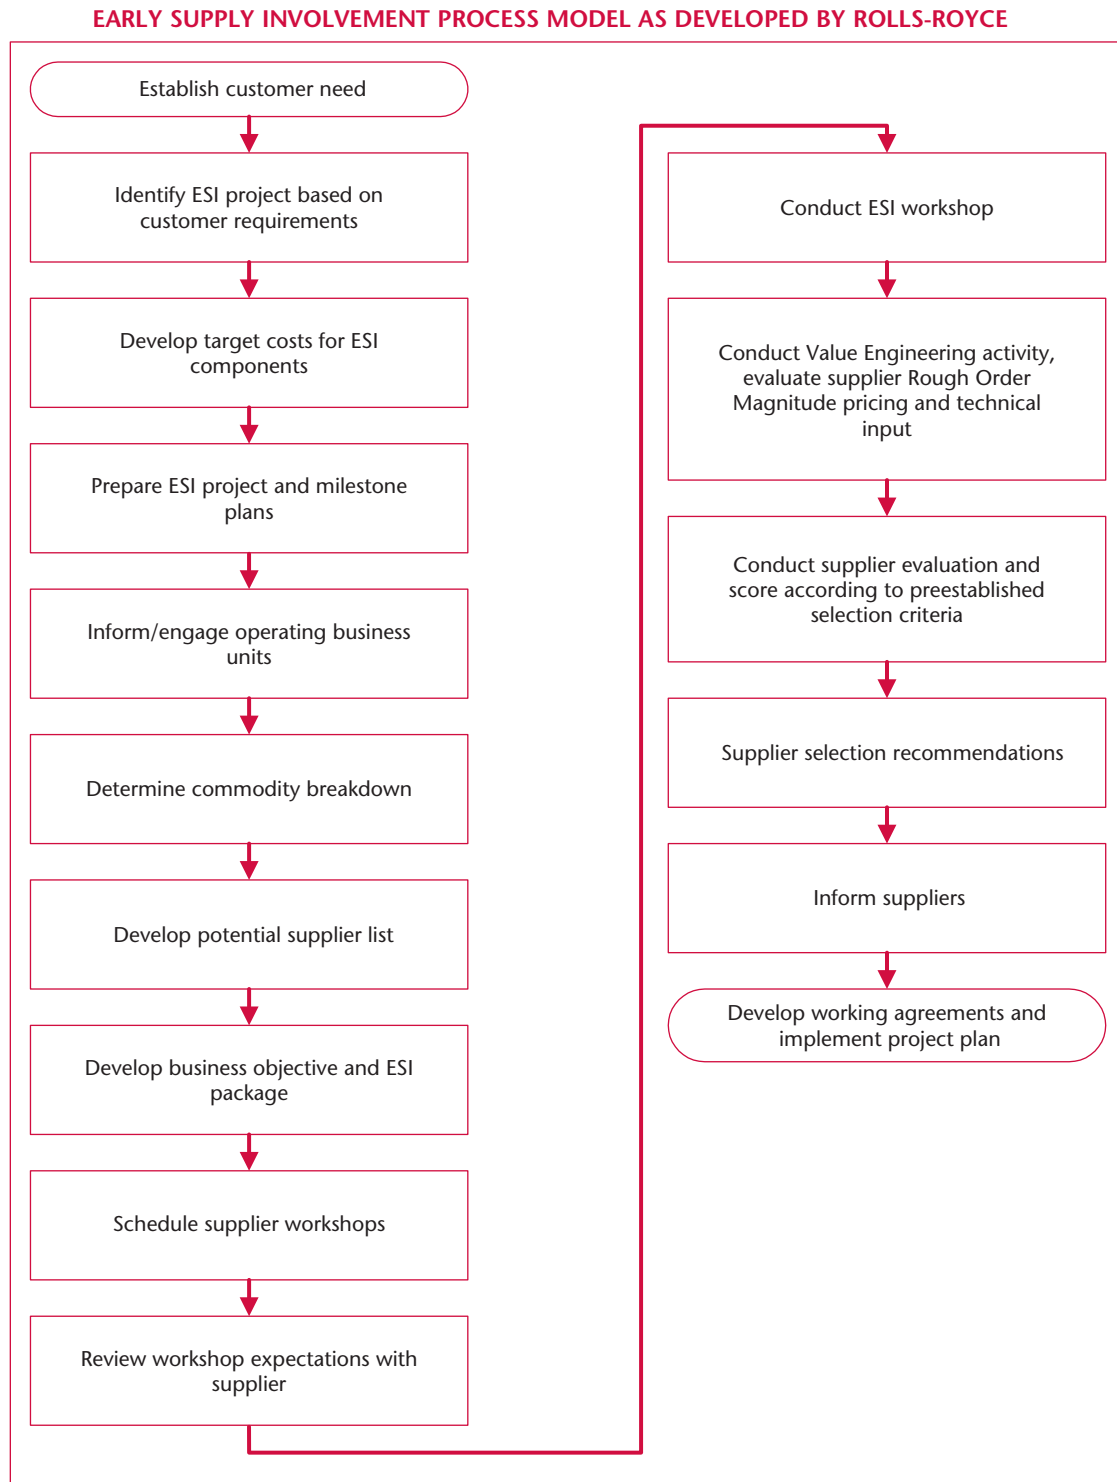 EARLY SUPPLY INVOLVEMENT PROCESS MODEL AS DEVELOPED BY ROLLS-ROYCE
Establish customer need
Identify ESI project based on
customer requirements
Develop target costs for ESI
components
Prepare ESI project and milestone
plans
Inform/engage operating business
units
Determine commodity breakdown
Develop potential supplier list
Develop business objective and ESI
package
Schedule supplier workshops
Review workshop expectations with
supplier
Conduct ESI workshop
Conduct Value Engineering activity,
evaluate supplier Rough Order
Magnitude pricing and technical
input
Conduct supplier evaluation and
score according to preestablished
selection criteria
Supplier selection recommendations
Inform suppliers
Develop working agreements and
implement project plan